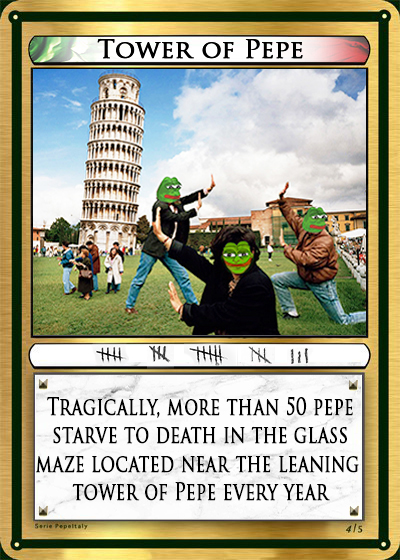 Tower of Pepe
Tragically, more than 50 pepe
starve to death in the glass
maze located near the leaning
tower of Pepe every year
Serie PepeItaly
4/5